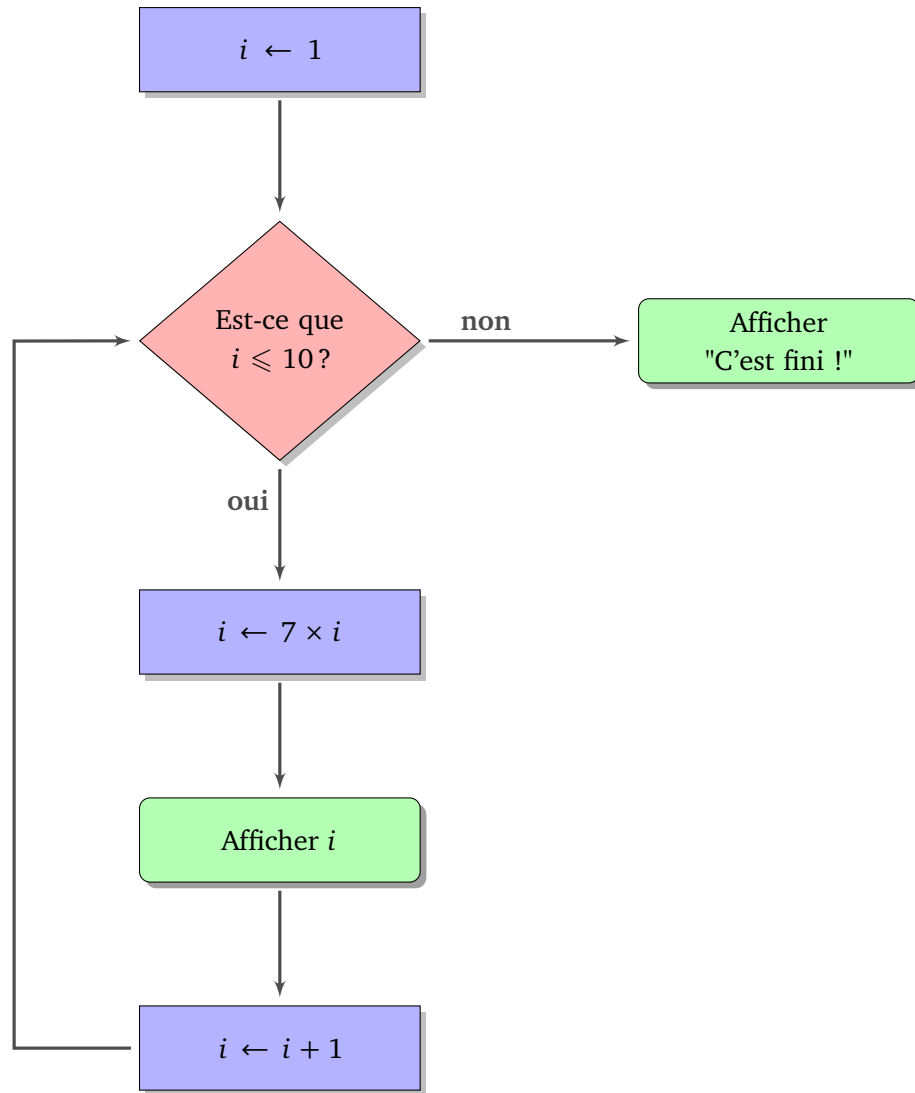 i ← 1
Est-ce que
i ⩽ 10 ?
non
Afficher
"C'est fini !"
oui
i ← 7 × i
Afficher i
i ← i + 1